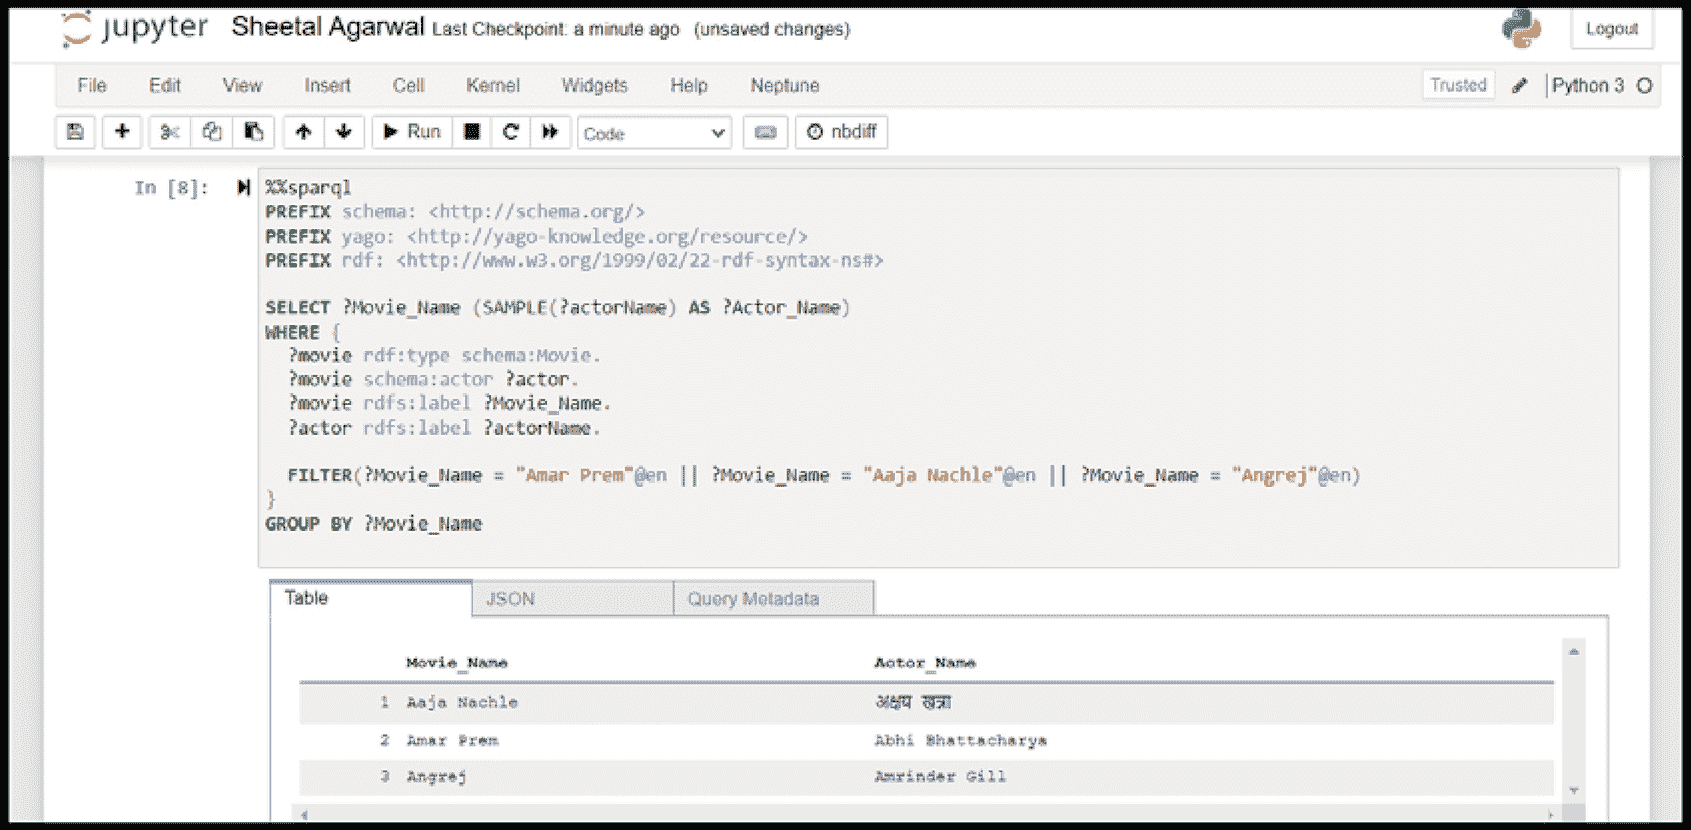 jupyter Sheetal Agarwal Last Checkpoint: a minute ago (unsaved changes) Logout
File Edit View Insert Cell Kernel Widgets Help Neptune Trusted Python 3
Run Code nbdiff
In [8]: %%sparql
PREFIX schema: <http://schema.org/>
PREFIX yago: <http://yago-knowledge.org/resource/>
PREFIX rdf: <http://www.w3.org/1999/02/22-rdf-syntax-ns#>
SELECT ?Movie_Name (SAMPLE(?actorName) AS ?Actor_Name)
WHERE {
?movie rdf:type schema:Movie.
?movie schema:actor ?actor.
?movie rdfs:label ?Movie_Name.
?actor rdfs:label ?actorName.
FILTER(?Movie_Name = "Amar Prem"@en || ?Movie_Name = "Aaja Nachle"@en || ?Movie_Name = "Angrej"@en)
}
GROUP BY ?Movie_Name
Table JSON Query Metadata
Movie_Name Actor_Name
1 Aaja Nachle अक्षय खन्ना
2 Amar Prem Abhi Bhattacharya
3 Angrej Amrinder Gill